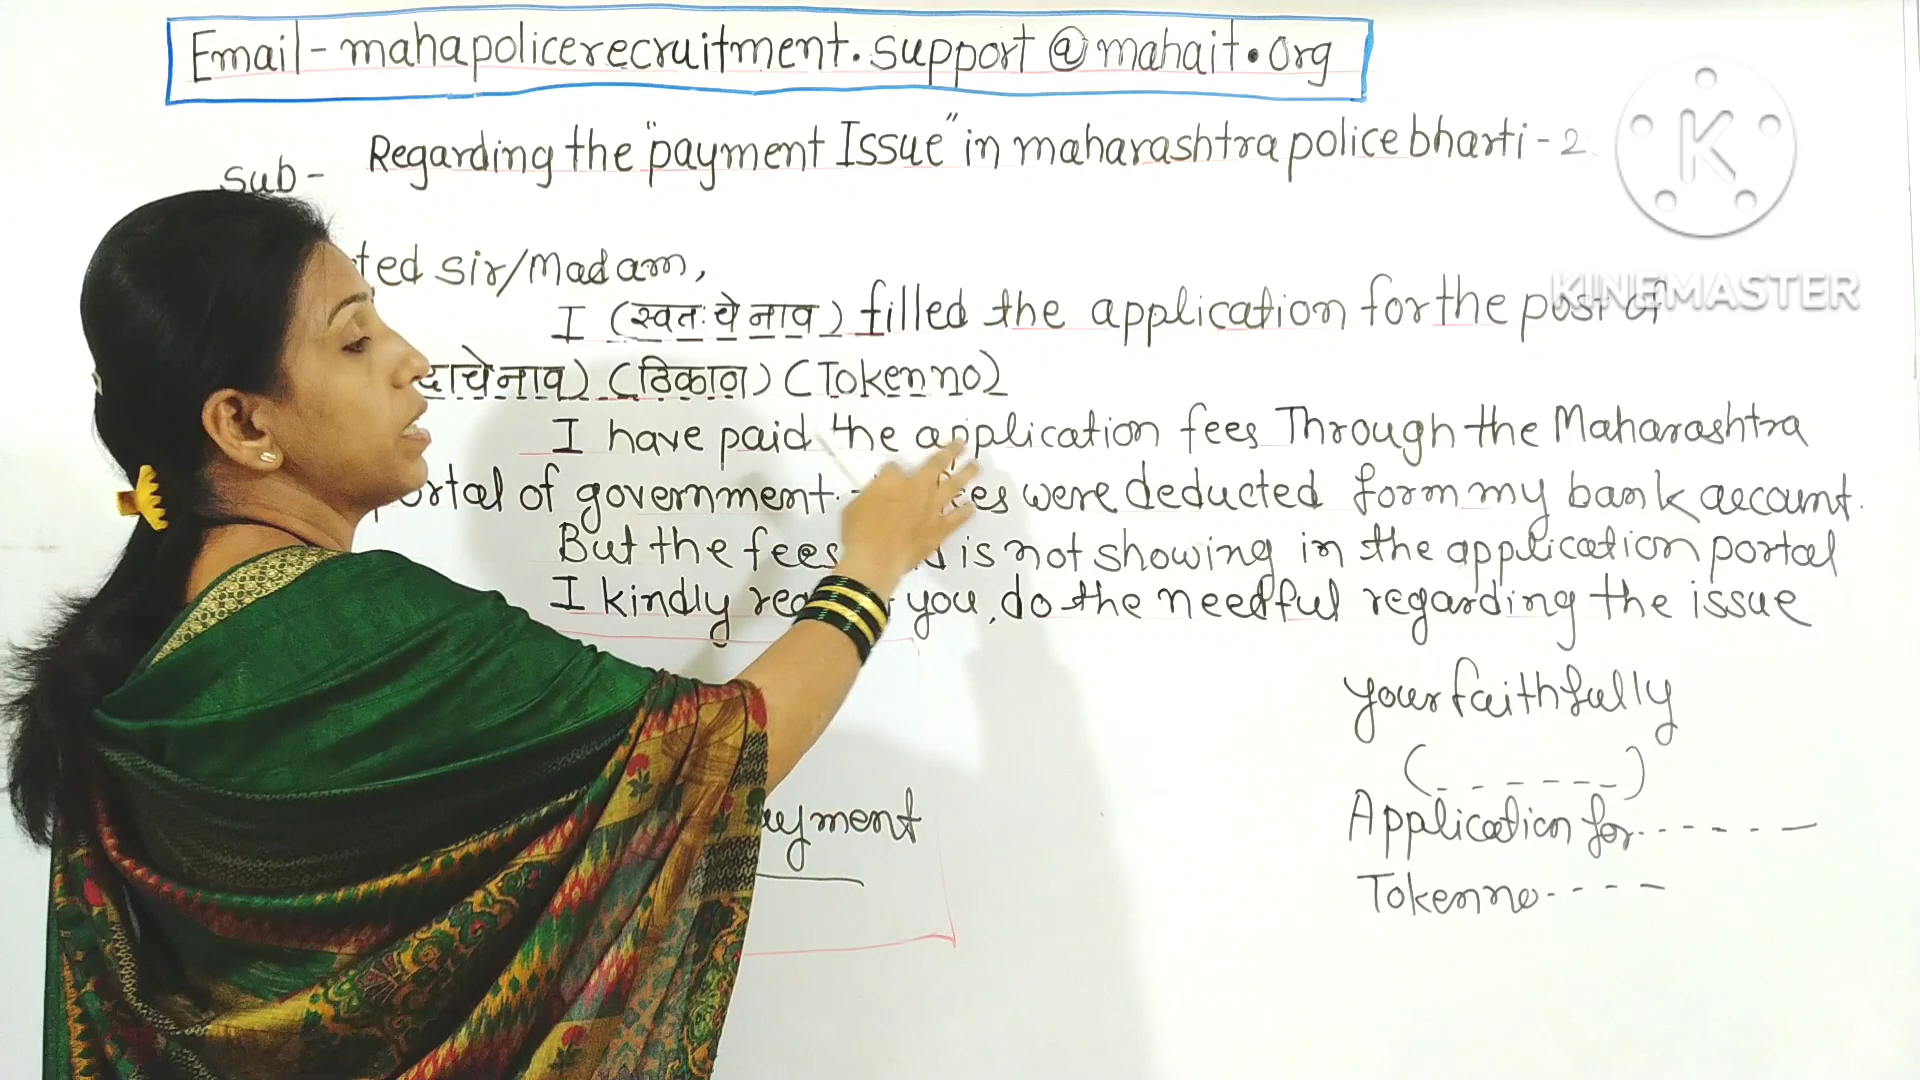 Email - mahapolicerecruitment.support@mahait.org
sub - Regarding the "payment Issue" in maharashtra police bharti - 2
ted sir/madam,
I (स्वतःचे नाव) filled the application for the post of
दाचे नाव) (ठिकाण) (Token no)
I have paid the application fees Through the Maharashtra
ortal of government. were deducted form my bank account.
But the fees is not showing in the application portal
I kindly you, do the needful regarding the issue
your faithfully
(------)
Application for.------
Token no.----
ayment
K
KINEMASTER